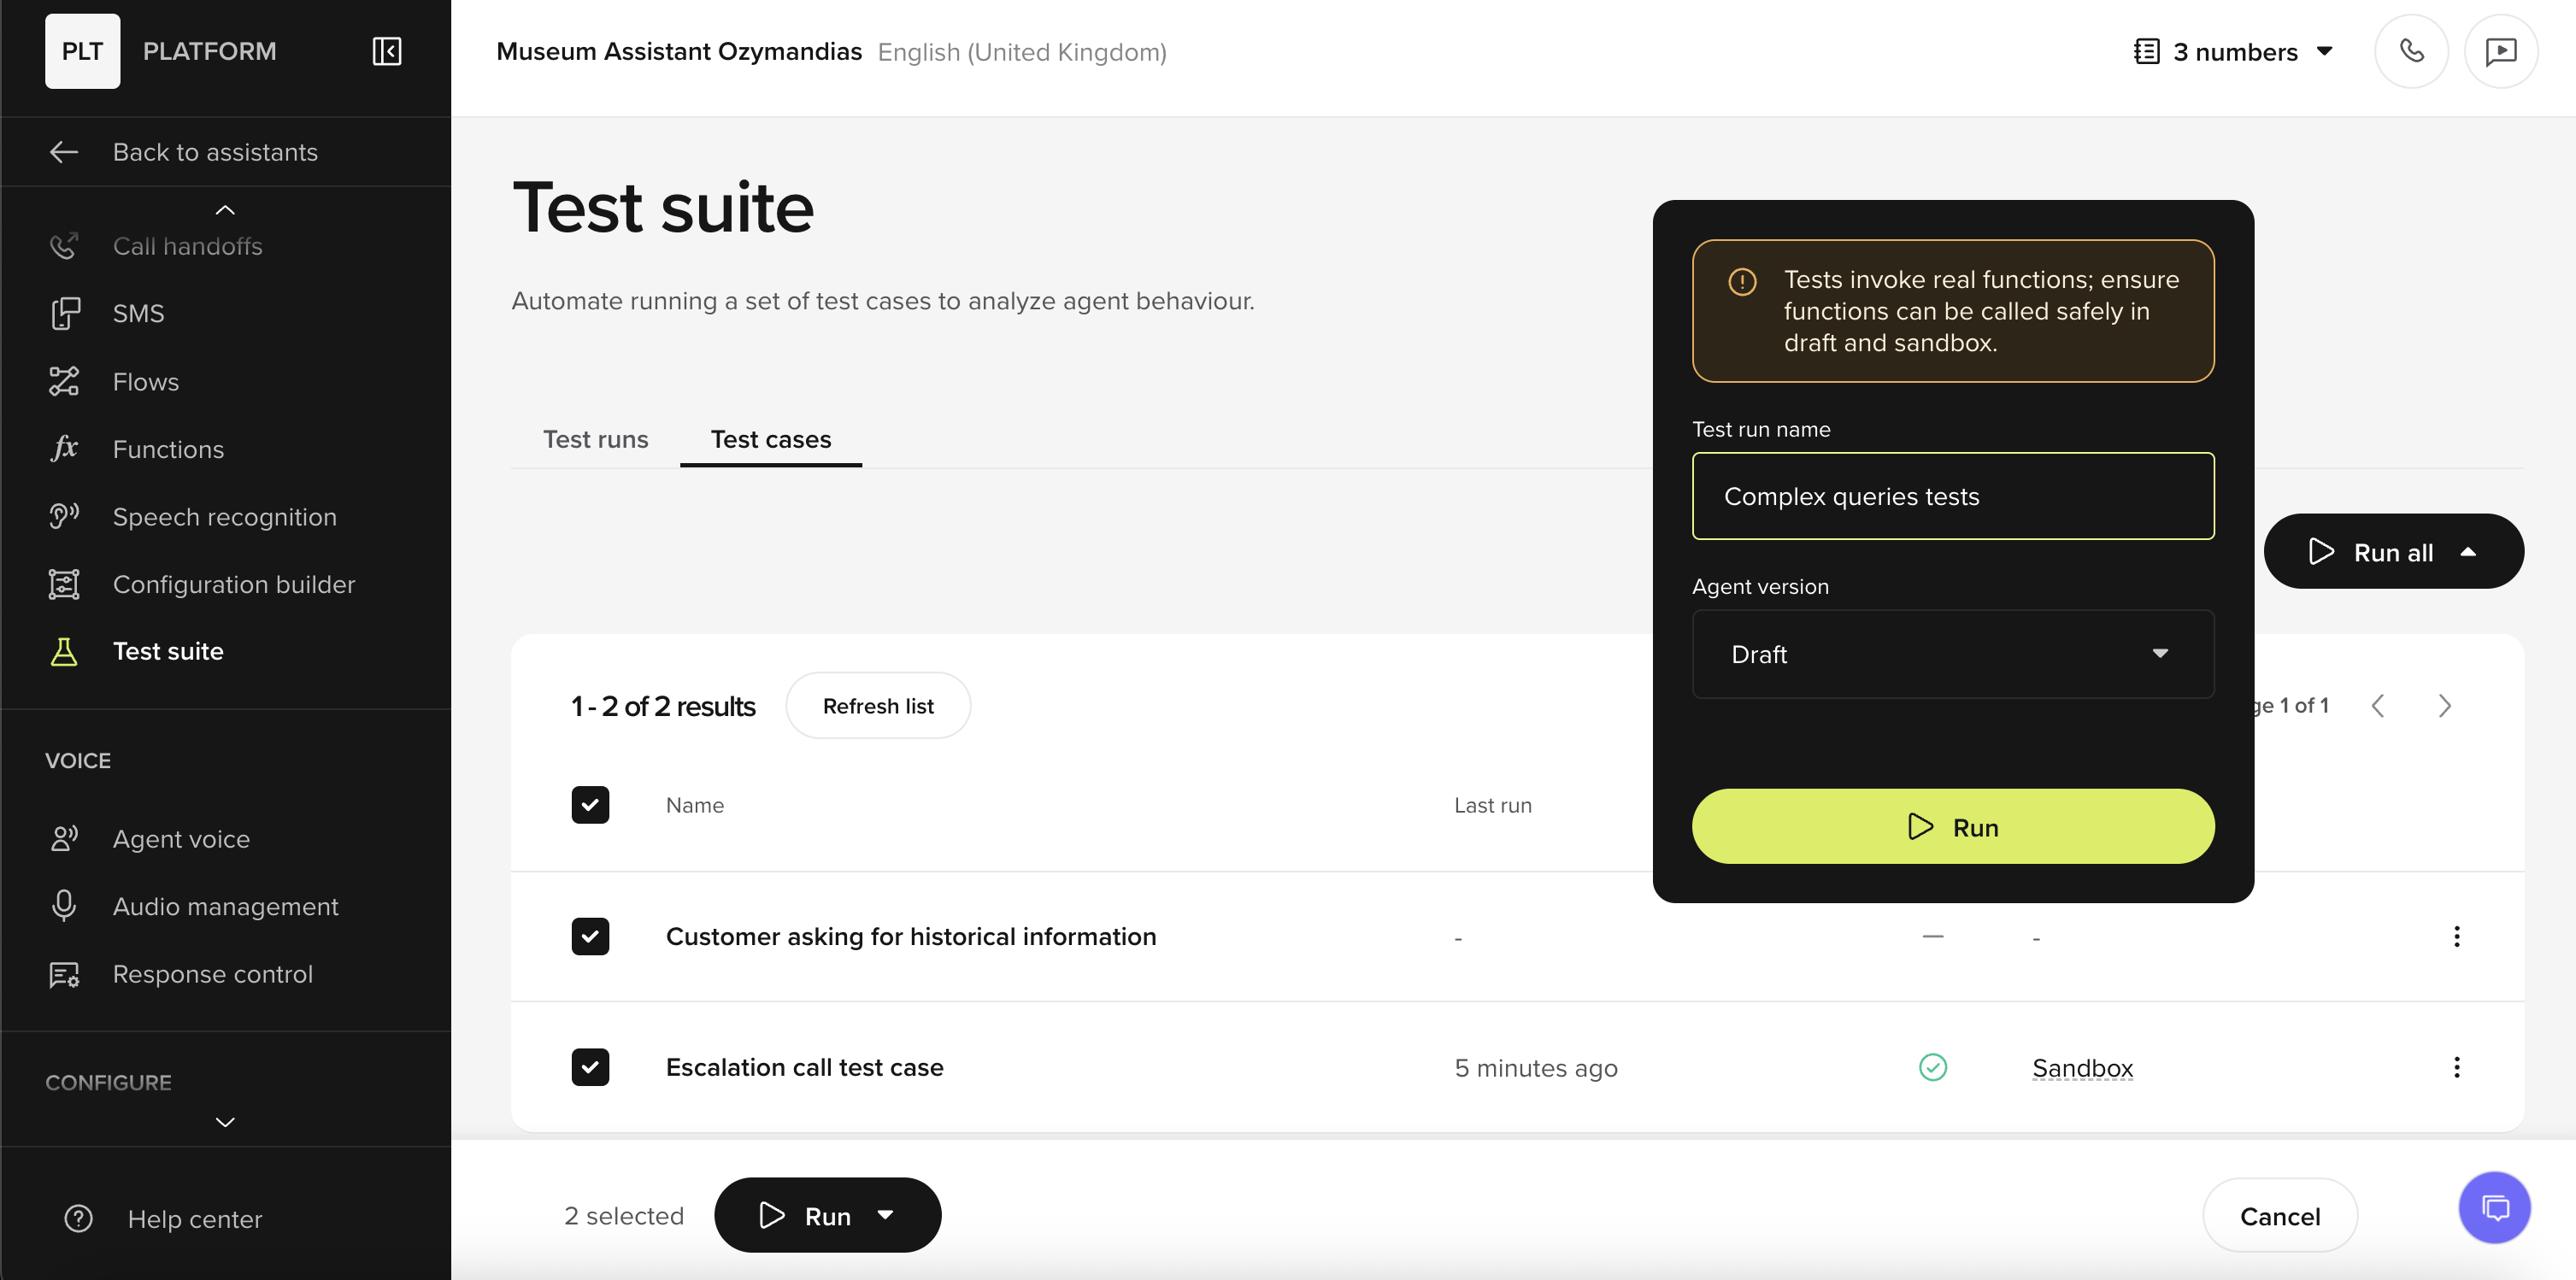 PLT PLATFORM
Back to assistants
Call handoffs
SMS
Flows
fx Functions
Speech recognition
Configuration builder
Test suite
VOICE
Agent voice
Audio management
Response control
CONFIGURE
Help center
Museum Assistant Ozymandias English (United Kingdom)
3 numbers
Test suite
Automate running a set of test cases to analyze agent behaviour.
Test runs Test cases
Run all
Tests invoke real functions; ensure
functions can be called safely in
draft and sandbox.
Test run name
Complex queries tests
Agent version
Draft
Run
1 - 2 of 2 results Refresh list
1 of 1
Name Last run
Customer asking for historical information - — -
Escalation call test case 5 minutes ago Sandbox
2 selected Run Cancel